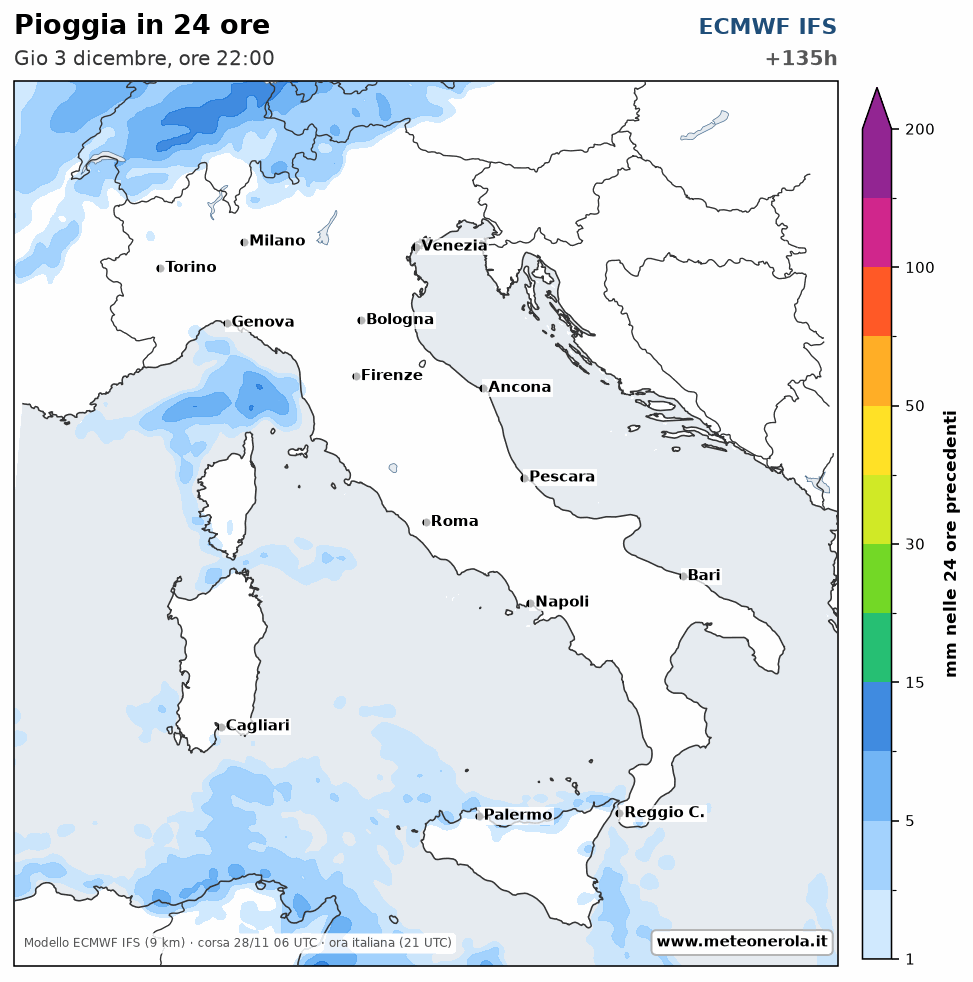 Pioggia in 24 ore
ECMWF IFS
Gio 3 dicembre, ore 22:00
+135h
Milano
Venezia
Torino
Genova
Bologna
Firenze
Ancona
Pescara
Roma
Bari
Napoli
Cagliari
Palermo
Reggio C.
Modello ECMWF IFS (9 km) · corsa 28/11 06 UTC · ora italiana (21 UTC)
www.meteonerola.it
200
100
50
30
15
5
1
mm nelle 24 ore precedenti